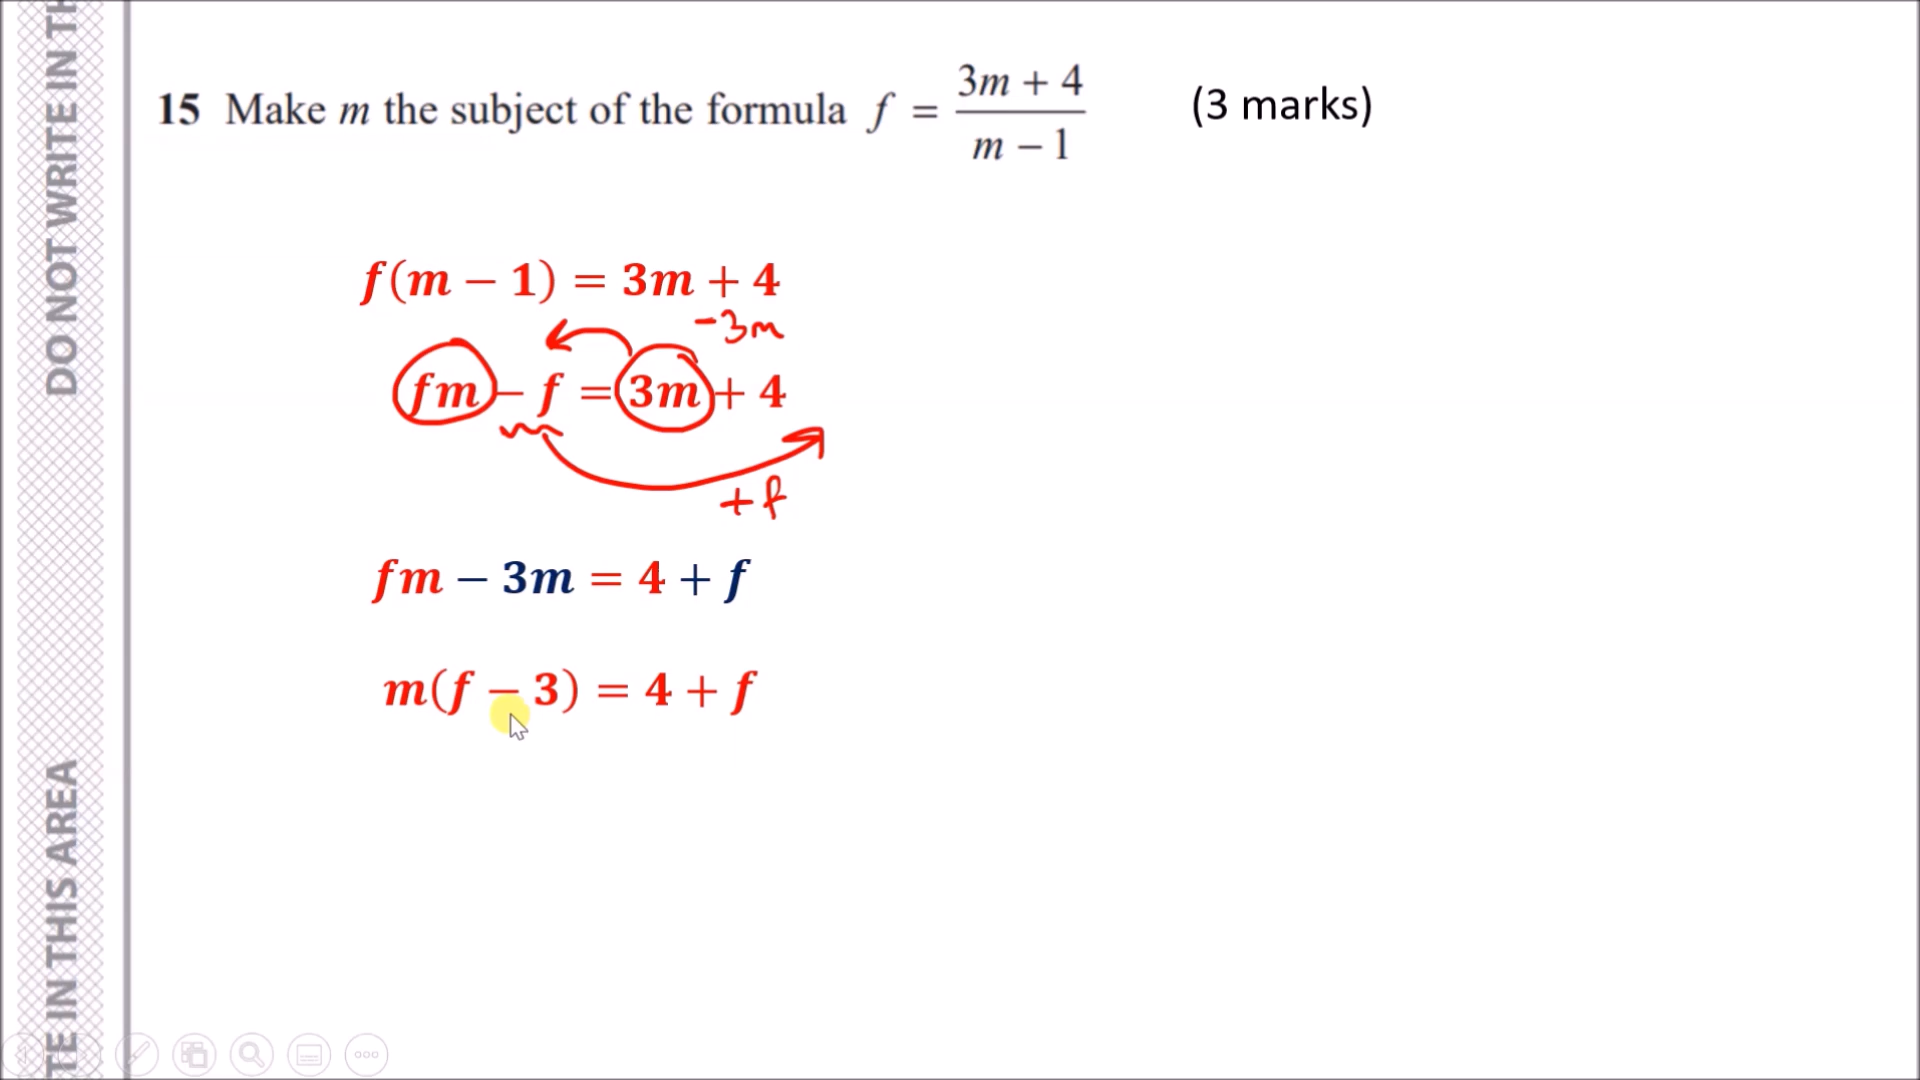 DO NOT WRITE IN TH
TE IN THIS AREA
15 Make m the subject of the formula f = (3m + 4)/(m − 1) (3 marks)
f(m − 1) = 3m + 4
−3m
fm − f = 3m + 4
+f
fm − 3m = 4 + f
m(f − 3) = 4 + f